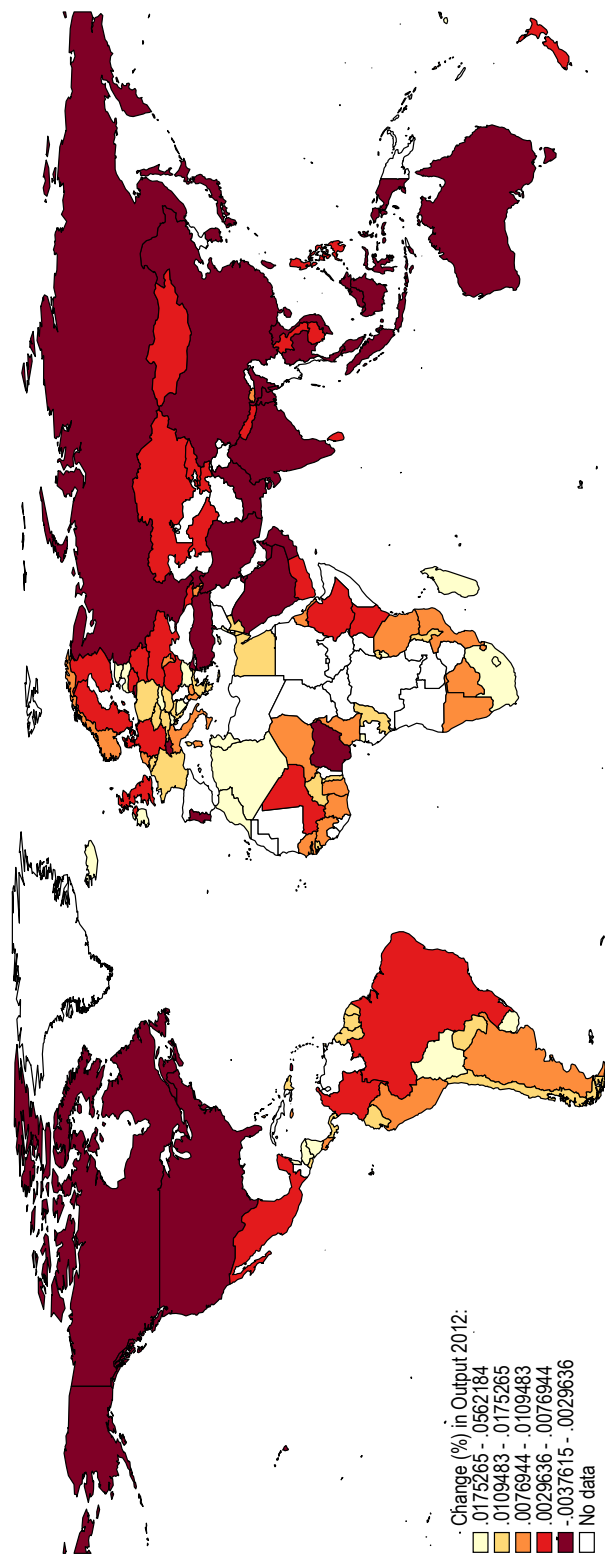 Change (%) in Output 2012:
.0175265 - .0562184
.0109483 - .0175265
.0076944 - .0109483
.0029636 - .0076944
-.0037615 - .0029636
No data